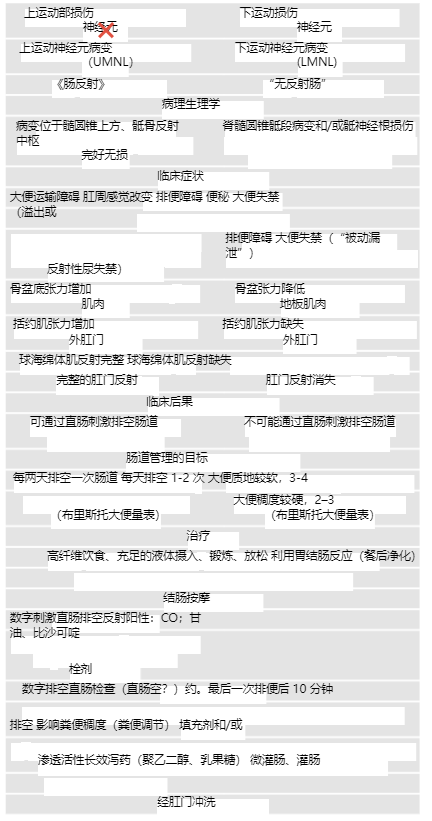 上运动部损伤 下运动损伤
神经元 神经元
上运动神经元病变 下运动神经元病变
（UMNL） （LMNL）
《肠反射》 “无反射肠”
病理生理学
病变位于髓圆锥上方、骶骨反射 脊髓圆锥骶段病变和/或骶神经根损伤
中枢
完好无损
临床症状
大便运输障碍 肛周感觉改变 排便障碍 便秘 大便失禁
（溢出或
排便障碍 大便失禁（“被动漏
泄”）
反射性尿失禁）
骨盆底张力增加 骨盆张力降低
肌肉 地板肌肉
括约肌张力增加 括约肌张力缺失
外肛门 外肛门
球海绵体肌反射完整 球海绵体肌反射缺失
完整的肛门反射 肛门反射消失
临床后果
可通过直肠刺激排空肠道 不可能通过直肠刺激排空肠道
肠道管理的目标
每两天排空一次肠道 每天排空 1-2 次 大便质地较软，3-4
大便稠度较硬，2–3
（布里斯托大便量表） （布里斯托大便量表）
治疗
高纤维饮食、充足的液体摄入、锻炼、放松 利用胃结肠反应（餐后净化）
结肠按摩
数字刺激直肠排空反射阳性：CO；甘
油、比沙可啶
栓剂
数字排空直肠检查（直肠空？）约。最后一次排便后 10 分钟
排空 影响粪便稠度（粪便调节） 填充剂和/或
渗透活性长效泻药（聚乙二醇、乳果糖） 微灌肠、灌肠
经肛门冲洗